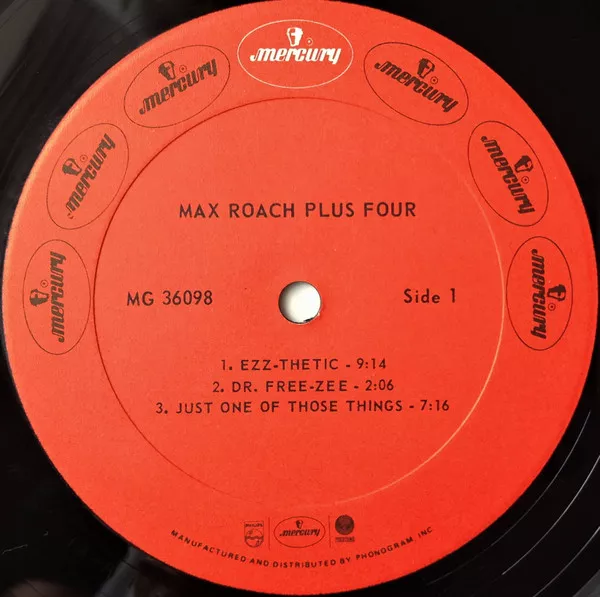 mercury
mercury
mercury
mercury
mercury
mercury
mercury
MAX ROACH PLUS FOUR
MG 36098
Side 1
1. EZZ-THETIC - 9:14
2. DR. FREE-ZEE - 2:06
3. JUST ONE OF THOSE THINGS - 7:16
PHILIPS
mercury
MANUFACTURED AND DISTRIBUTED BY PHONOGRAM, INC.